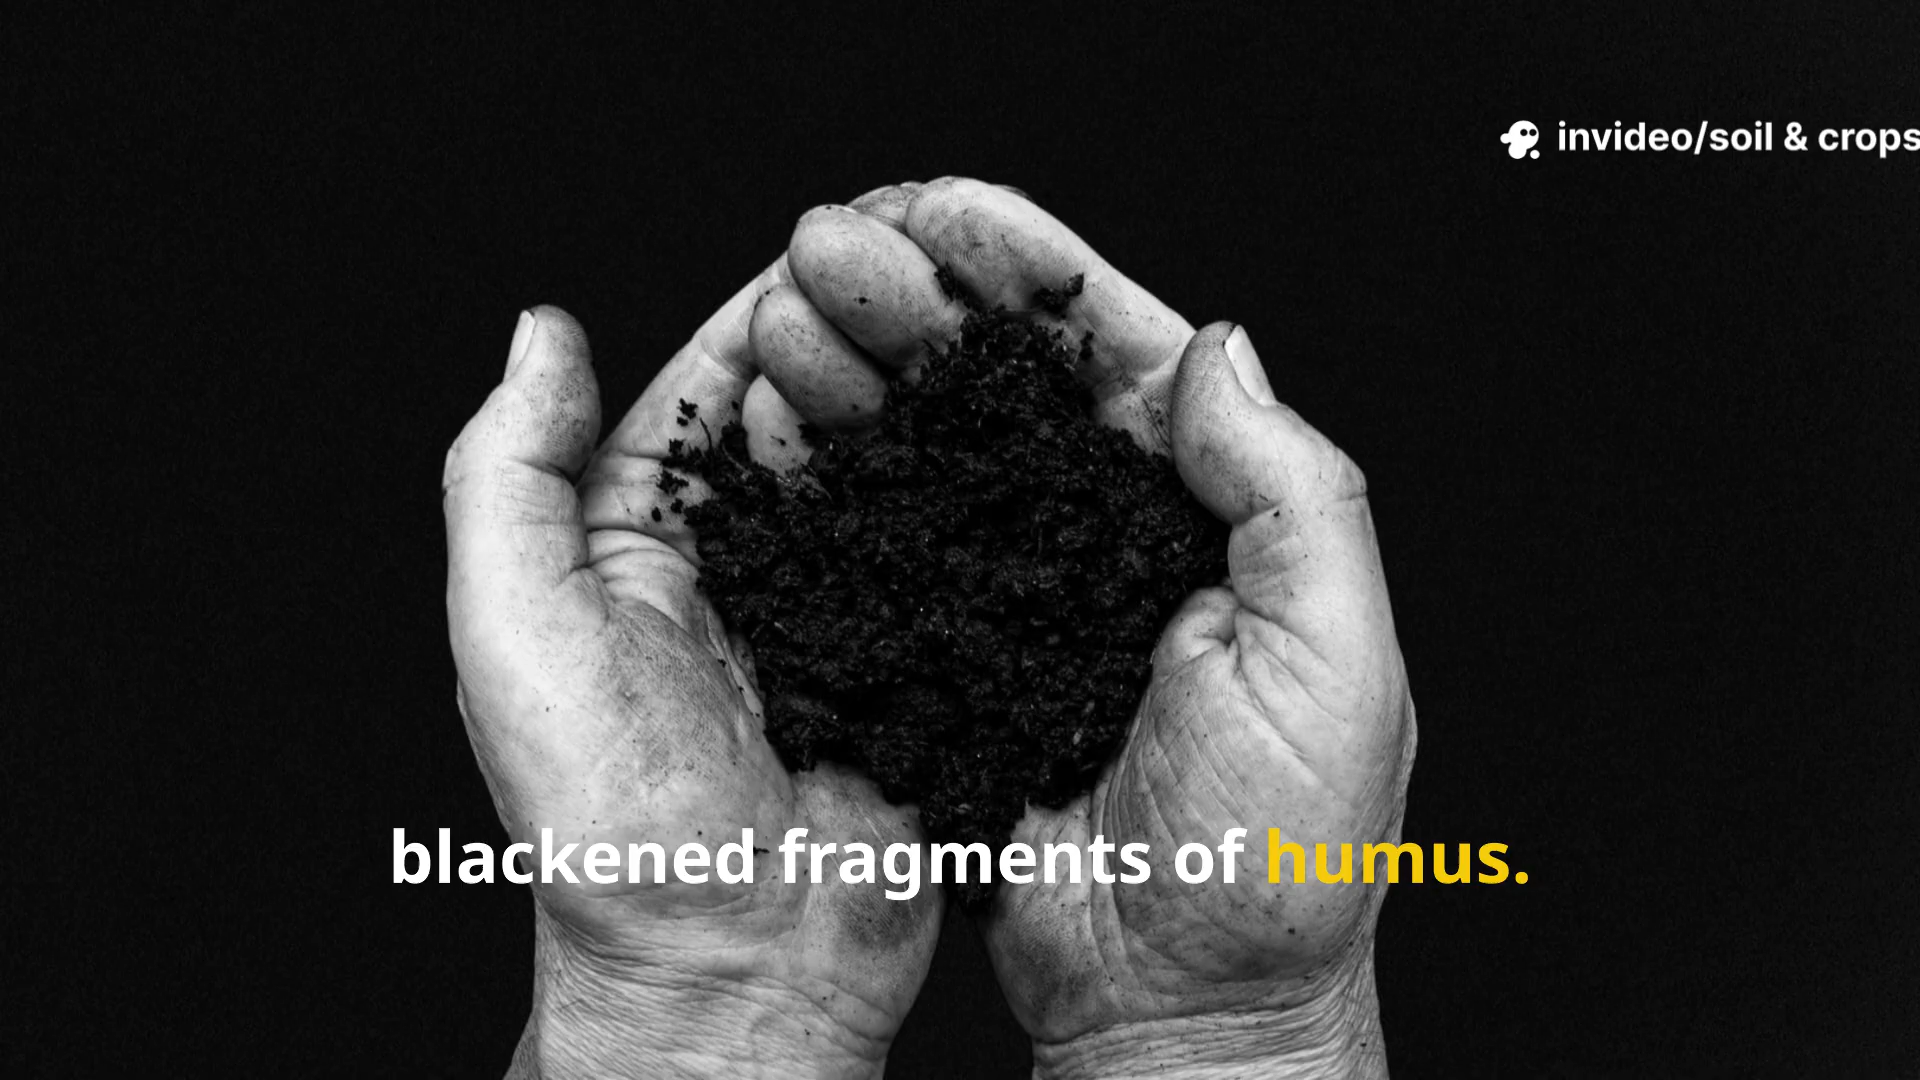 invideo/soil & crops
blackened fragments of humus.